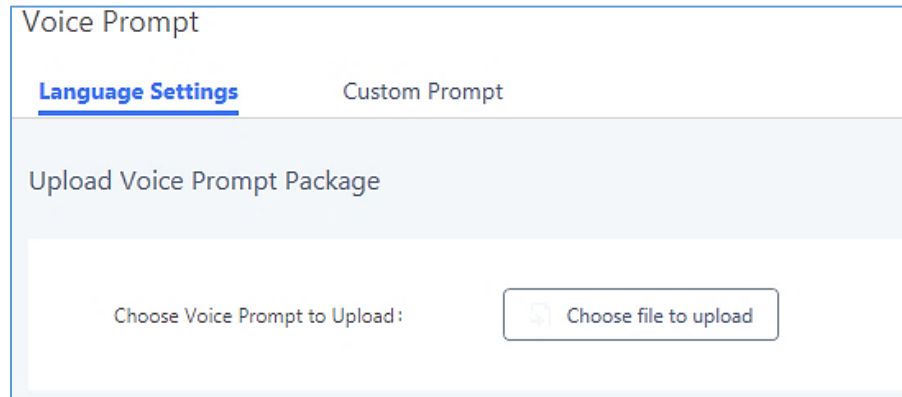 Voice Prompt
Language Settings Custom Prompt
Upload Voice Prompt Package
Choose Voice Prompt to Upload: Choose file to upload